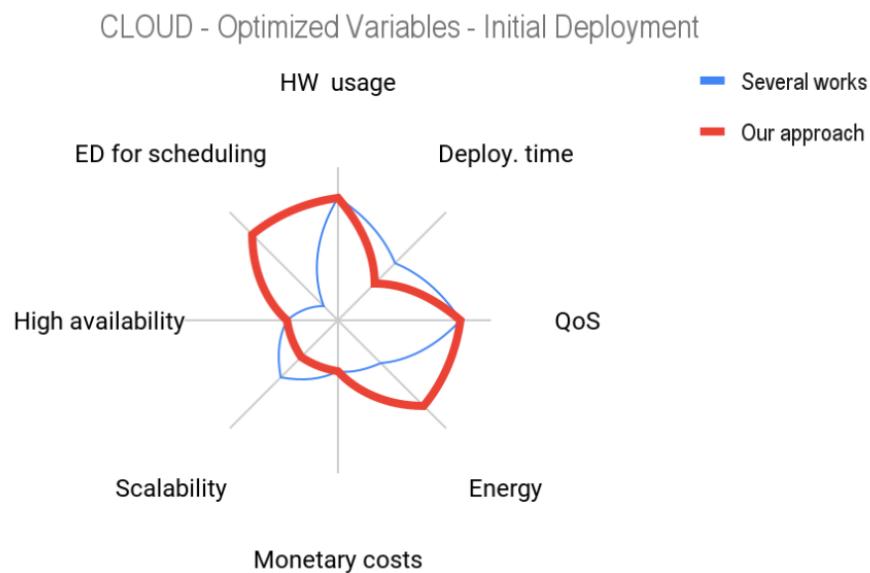 CLOUD - Optimized Variables - Initial Deployment
HW usage
Several works
Our approach
ED for scheduling
Deploy. time
High availability
QoS
Scalability
Energy
Monetary costs